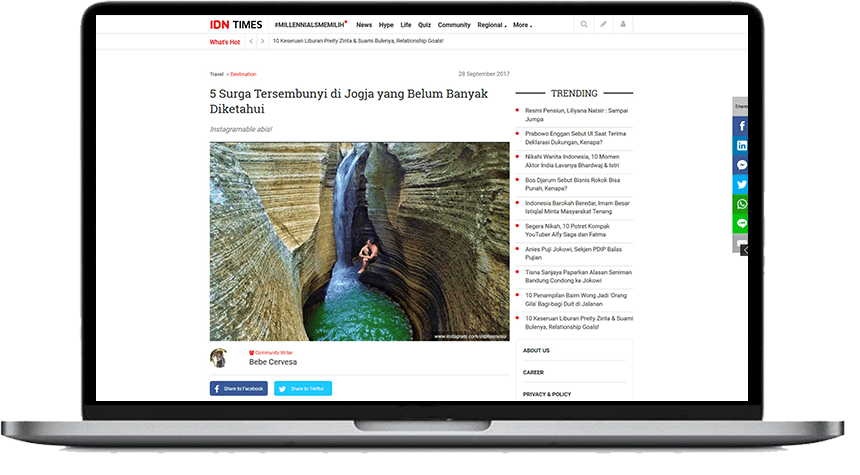 IDN TIMES
#MILLENNIALSMEMILIH
News Hype Life Quiz Community Regional More
What's Hot
10 Keseruan Liburan Preity Zinta & Suami Bulenya, Relationship Goals!
Travel
Destination
28 September 2017
5 Surga Tersembunyi di Jogja yang Belum Banyak
Diketahui
Instagramable abis!
www.instagram.com/
Community Writer
Bebe Cervesa
Share to Facebook
Share to Twitter
TRENDING
Resmi Pensiun, Liliyana Natsir : Sampai
Jumpa
Prabowo Enggan Sebut UI Saat Terima
Deklarasi Dukungan, Kenapa?
Nikahi Wanita Indonesia, 10 Momen
Aktor India Lavanya Bhardwaj & Istri
Bos Djarum Sebut Bisnis Rokok Bisa
Punah, Kenapa?
Indonesia Barokah Beredar, Imam Besar
Istiqlal Minta Masyarakat Tenang
Segera Nikah, 10 Potret Kompak
YouTuber Alfy Saga dan Fatma
Anies Puji Jokowi, Sekjen PDIP Balas
Pujian
Tisna Sanjaya Paparkan Alasan Seniman
Bandung Condong ke Jokowi
10 Penampilan Baim Wong Jadi 'Orang
Gila' Bagi-bagi Duit di Jalanan
10 Keseruan Liburan Preity Zinta & Suami
Bulenya, Relationship Goals!
ABOUT US
CAREER
PRIVACY & POLICY
Shares
LINE